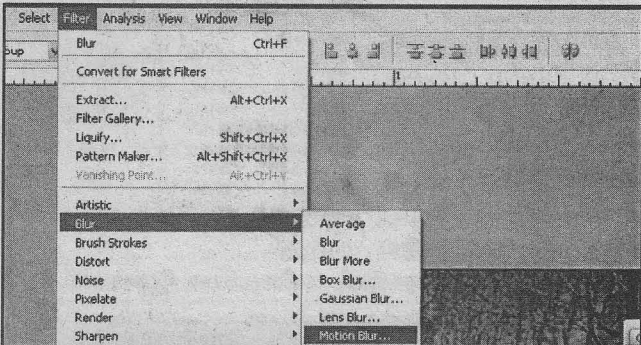 Select Filter Analysis View Window Help
Blur Ctrl+F
oup
Convert for Smart Filters
1
Extract... Alt+Ctrl+X
Filter Gallery...
Liquify... Shift+Ctrl+X
Pattern Maker... Alt+Shift+Ctrl+X
Vanishing Point... Alt+Ctrl+V
Artistic
Blur
Average
Brush Strokes
Blur
Distort
Blur More
Noise
Box Blur...
Pixelate
Gaussian Blur...
Render
Lens Blur...
Sharpen
Motion Blur...